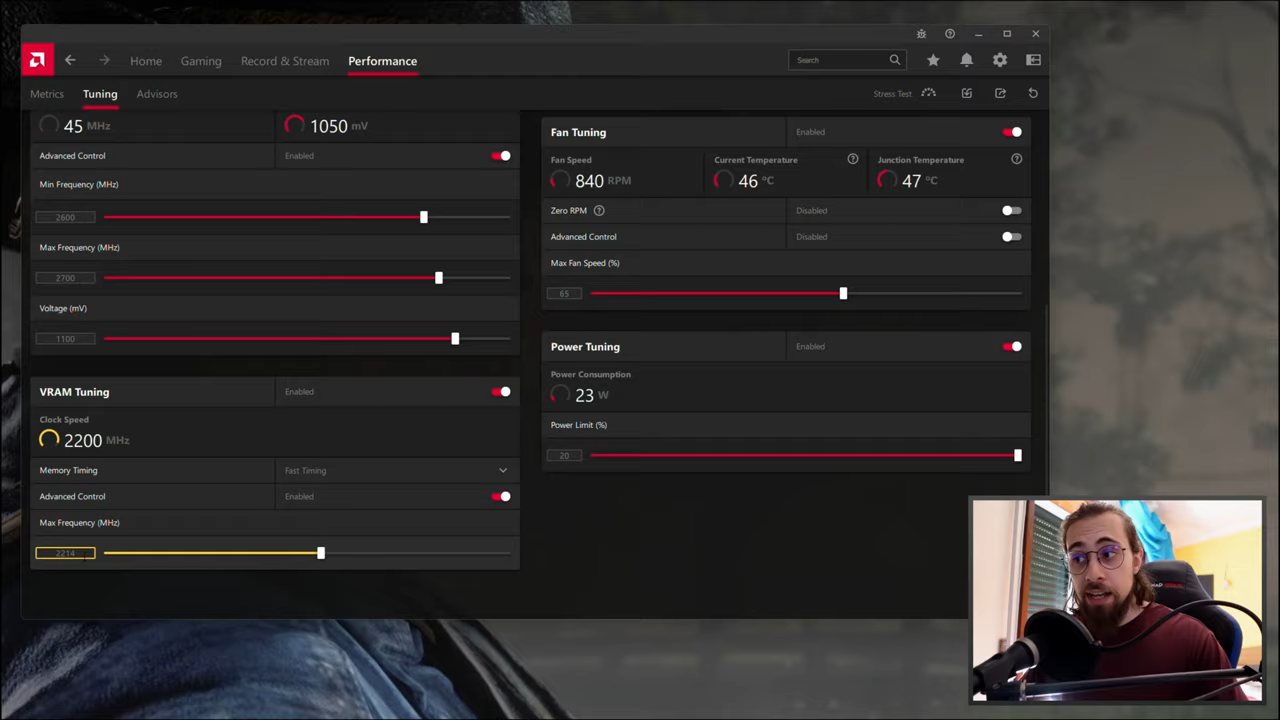 Home Gaming Record & Stream Performance Search
Metrics Tuning Advisors Stress Test
45 MHz 1050 mV
Advanced Control Enabled
Min Frequency (MHz)
2600
Max Frequency (MHz)
2700
Voltage (mV)
1100
VRAM Tuning Enabled
Clock Speed
2200 MHz
Memory Timing Fast Timing
Advanced Control Enabled
Max Frequency (MHz)
2214
Fan Tuning Enabled
Fan Speed Current Temperature Junction Temperature
840 RPM 46 °C 47 °C
Zero RPM Disabled
Advanced Control Disabled
Max Fan Speed (%)
65
Power Tuning Enabled
Power Consumption
23 W
Power Limit (%)
20